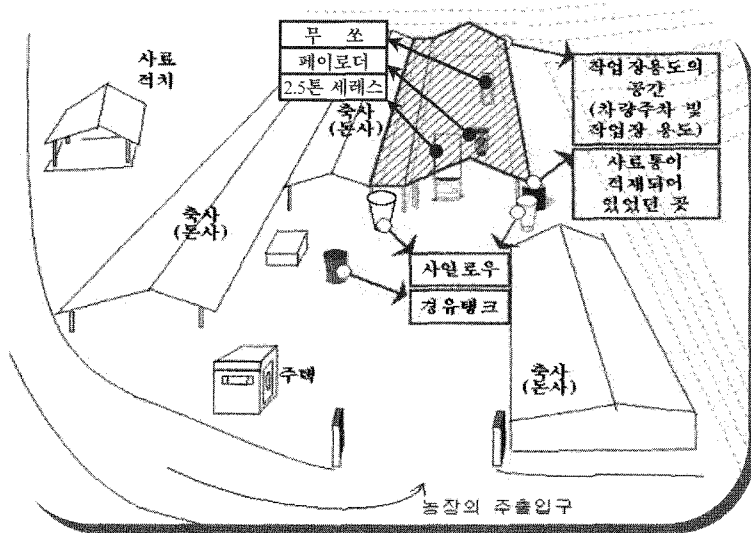 무 쏘
페이로더
2.5톤 세레스
사료
적치
축사
(돈사)
작업장용도의
공간
(차량주차 및
작업장 용도)
사료통이
적재되어
있었던 곳
축사
(돈사)
사일로우
경유탱크
주택
축사
(돈사)
농장의 주출입구